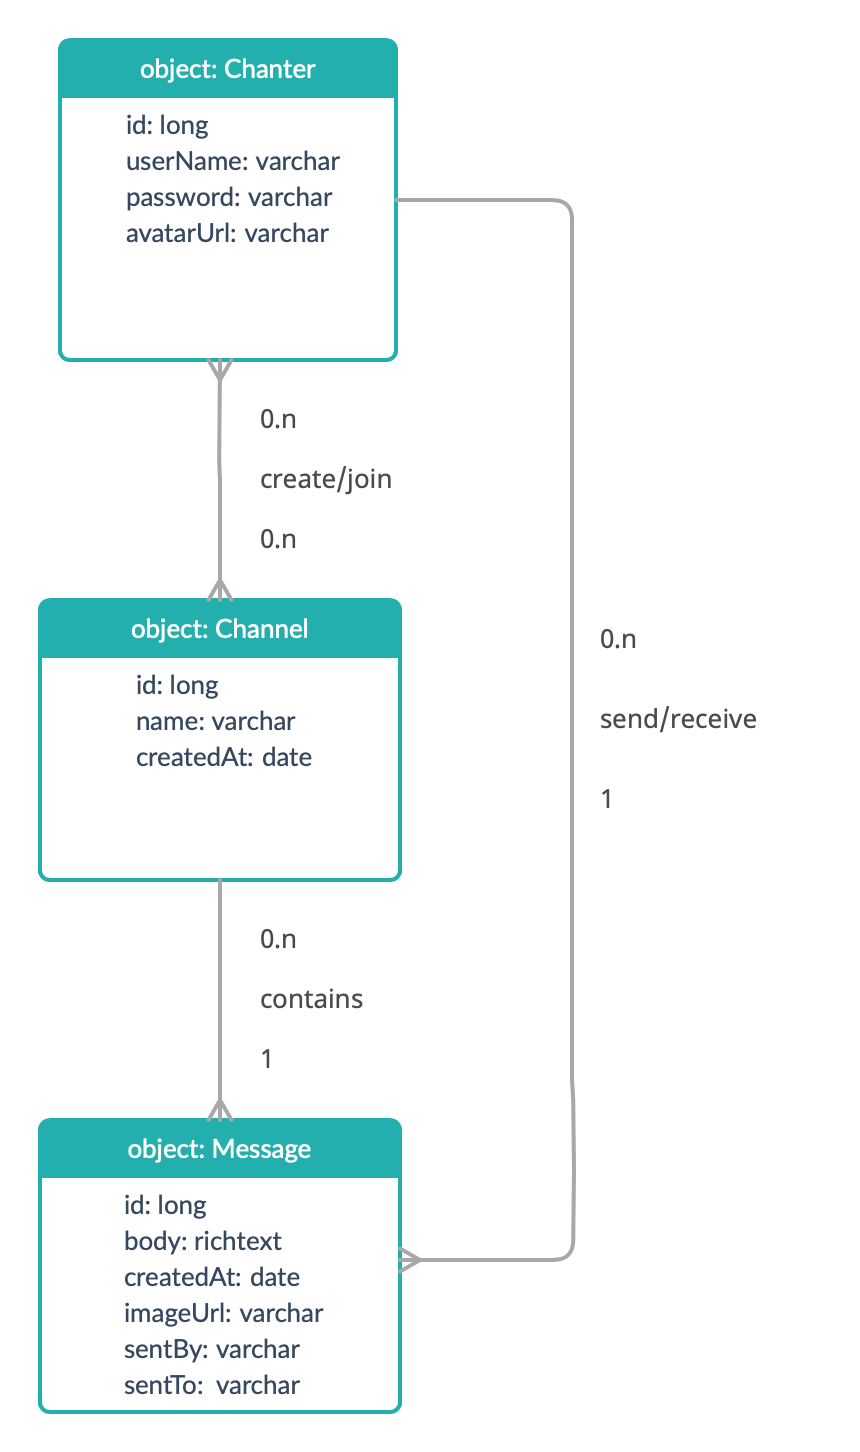 object: Chanter
id: long
userName: varchar
password: varchar
avatarUrl: varchar
0.n
create/join
0.n
object: Channel
id: long
name: varchar
createdAt: date
0.n
send/receive
1
0.n
contains
1
object: Message
id: long
body: richtext
createdAt: date
imageUrl: varchar
sentBy: varchar
sentTo:  varchar